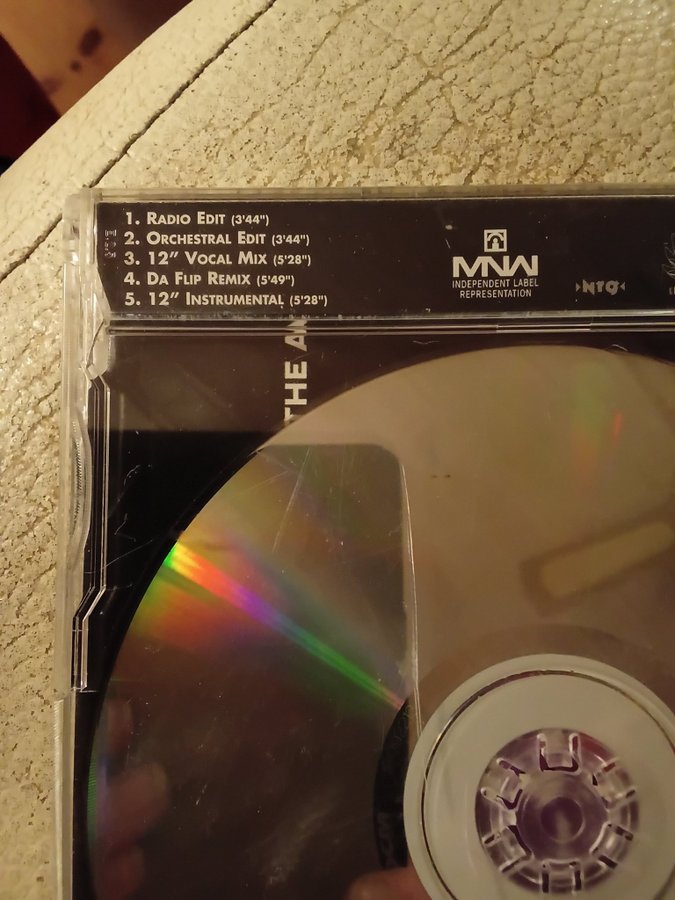 1. RADIO EDIT (3'44")
2. ORCHESTRAL EDIT (3'44")
3. 12" VOCAL MIX (5'28")
4. DA FLIP REMIX (5'49")
5. 12" INSTRUMENTAL (5'28")
MNW
INDEPENDENT LABEL
REPRESENTATION
THE